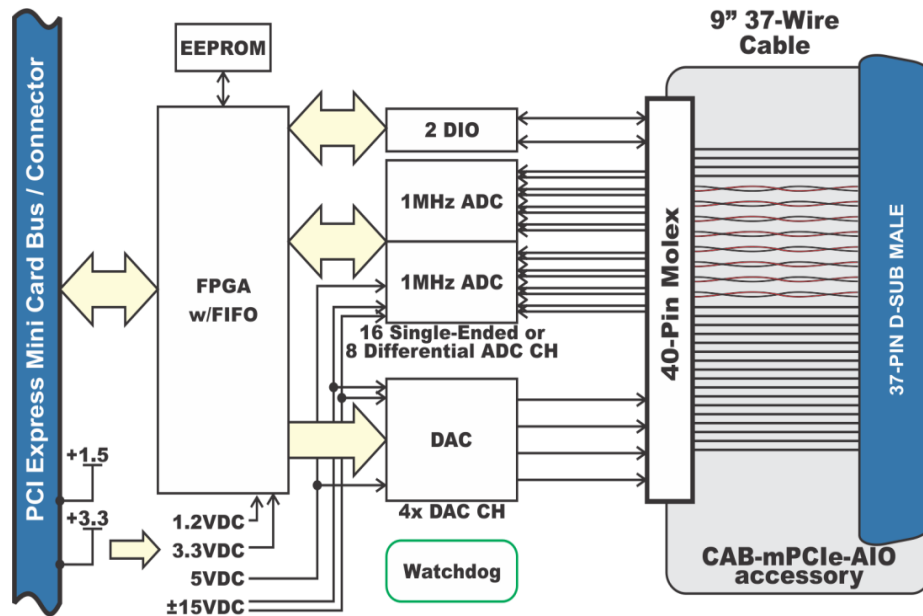 PCI Express Mini Card Bus / Connector
EEPROM
FPGA
w/FIFO
2 DIO
1MHz ADC
1MHz ADC
16 Single-Ended or
8 Differential ADC CH
DAC
4x DAC CH
Watchdog
+1.5
+3.3
1.2VDC
3.3VDC
5VDC
±15VDC
40-Pin Molex
9” 37-Wire
Cable
37-PIN D-SUB MALE
CAB-mPCIe-AIO
accessory